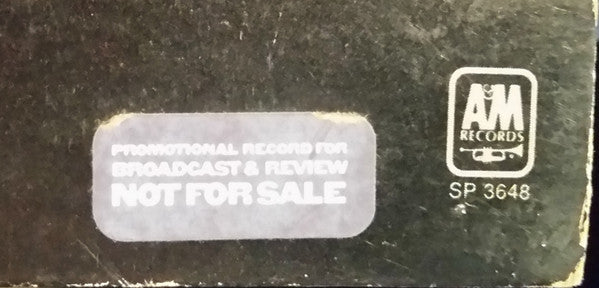 PROMOTIONAL RECORD FOR
BROADCAST & REVIEW
NOT FOR SALE
A&M
RECORDS
SP 3648